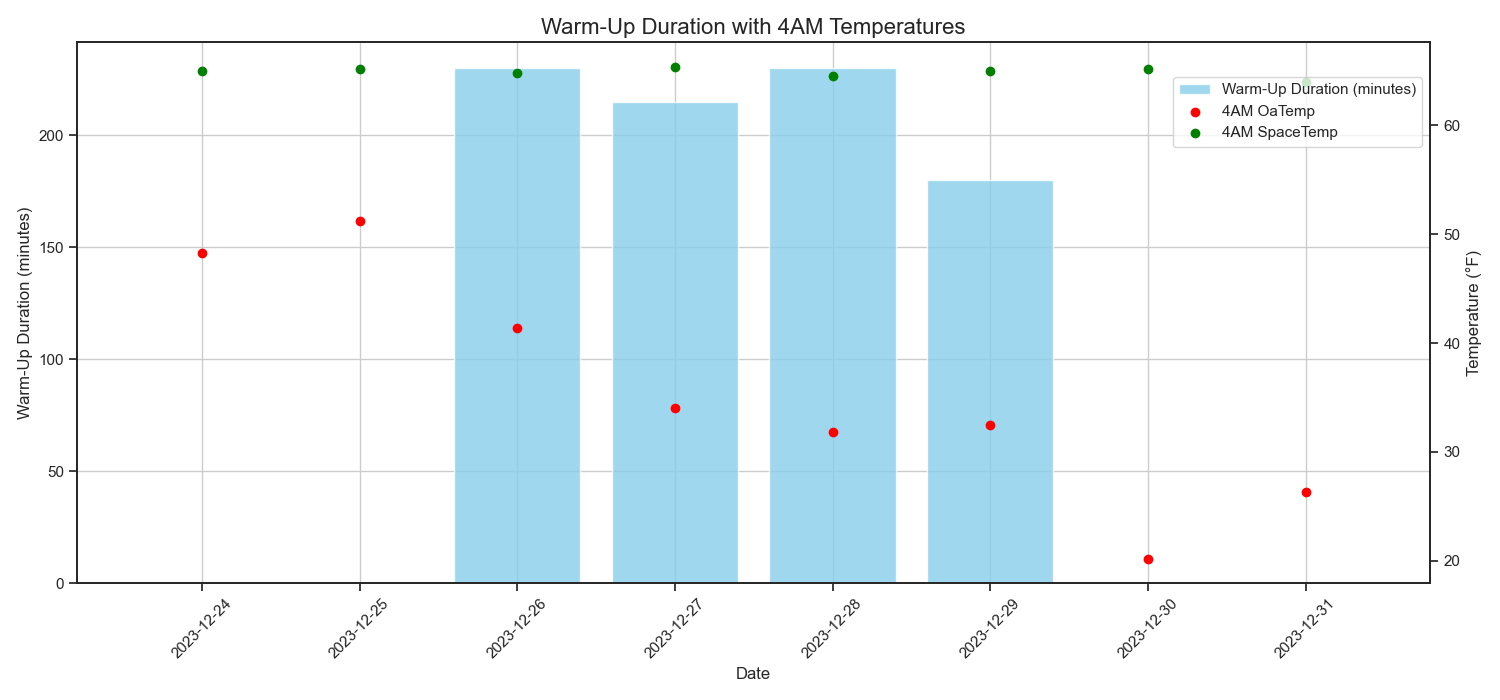 Warm-Up Duration with 4AM Temperatures
Warm-Up Duration (minutes)
200
150
100
50
0
Warm-Up Duration (minutes)
4AM OaTemp
4AM SpaceTemp
60
50
40
30
20
Temperature (°F)
2023-12-24
2023-12-25
2023-12-26
2023-12-27
2023-12-28
2023-12-29
2023-12-30
2023-12-31
Date